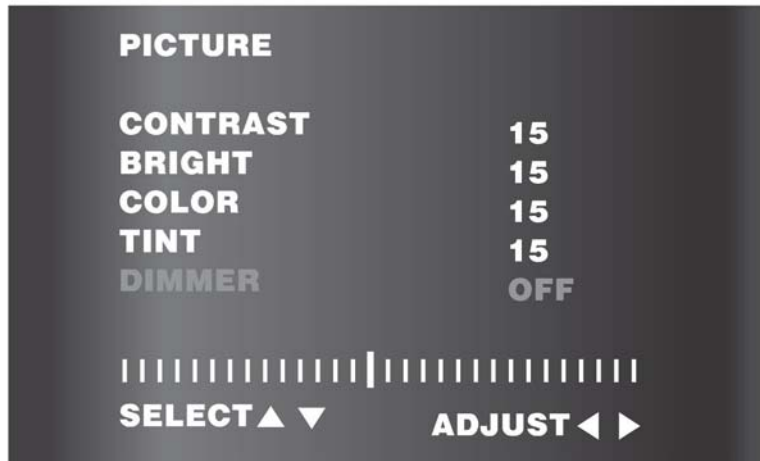 PICTURE
CONTRAST 15
BRIGHT 15
COLOR 15
TINT 15
DIMMER OFF
SELECT▲ ▼ ADJUST◀ ▶